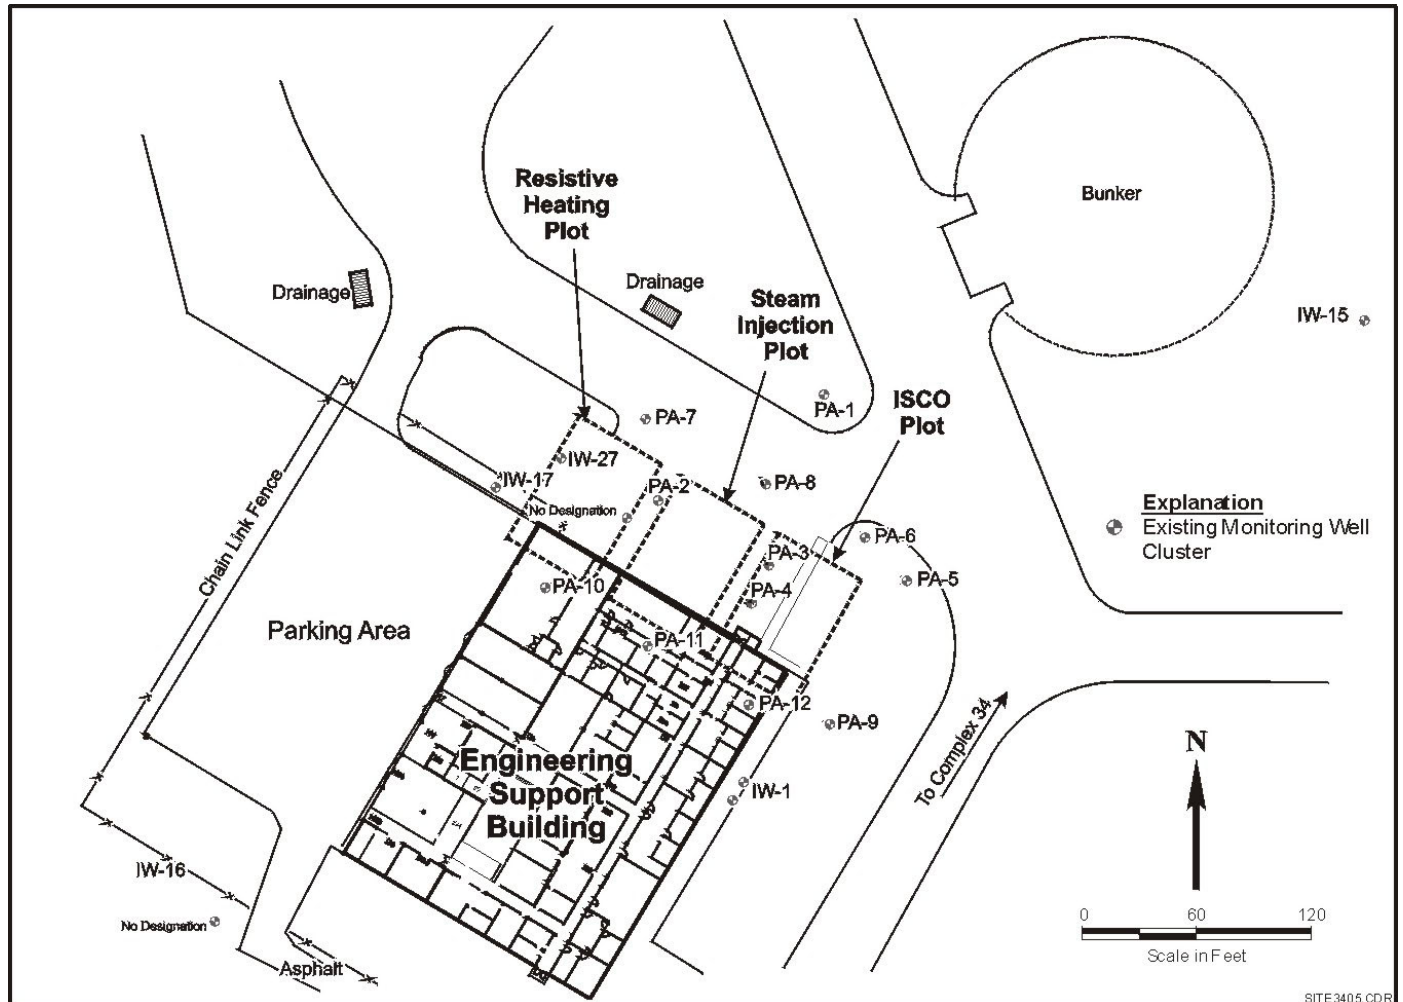 Resistive
Heating
Plot
Bunker
Drainage
Drainage
Steam
Injection
Plot
IW-15
PA-1
ISCO
Plot
PA-7
IW-27
IW-17
PA-2
PA-8
No Designation
Explanation
Existing Monitoring Well
Cluster
PA-6
PA-3
PA-5
PA-4
PA-10
Chain Link Fence
Parking Area
PA-11
PA-12
PA-9
Engineering
Support
Building
IW-1
To Complex 34
N
IW-16
No Designation
Asphalt
0 60 120
Scale in Feet
SITE3405.CDR